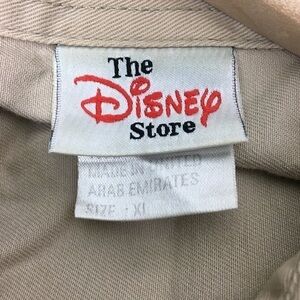 The
Disney
Store
MADE IN UNITED
ARAB EMIRATES
SIZE : XL